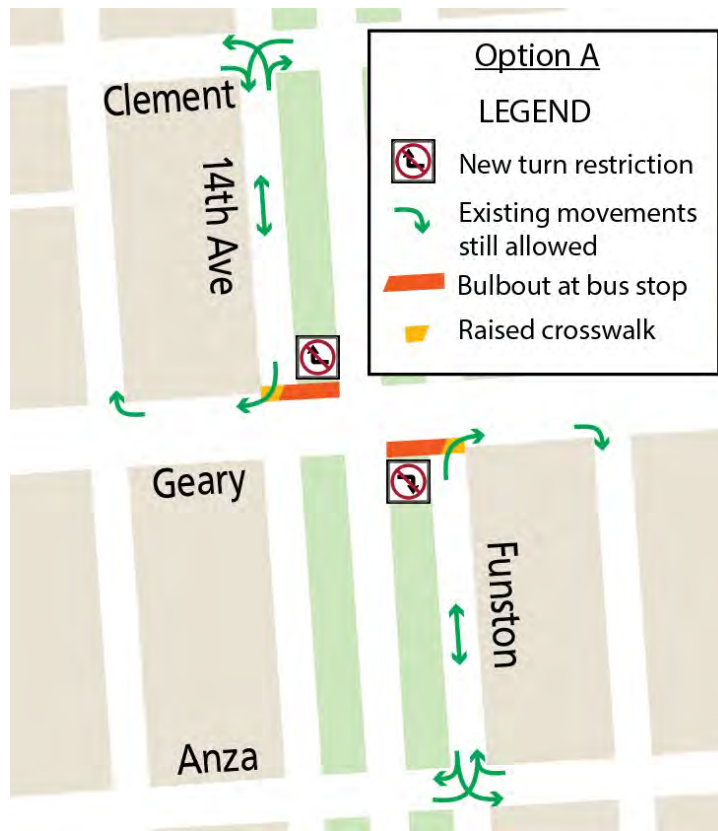 Option A
LEGEND
New turn restriction
Existing movements
still allowed
Bulbout at bus stop
Raised crosswalk
Clement
14th Ave
Geary
Funston
Anza